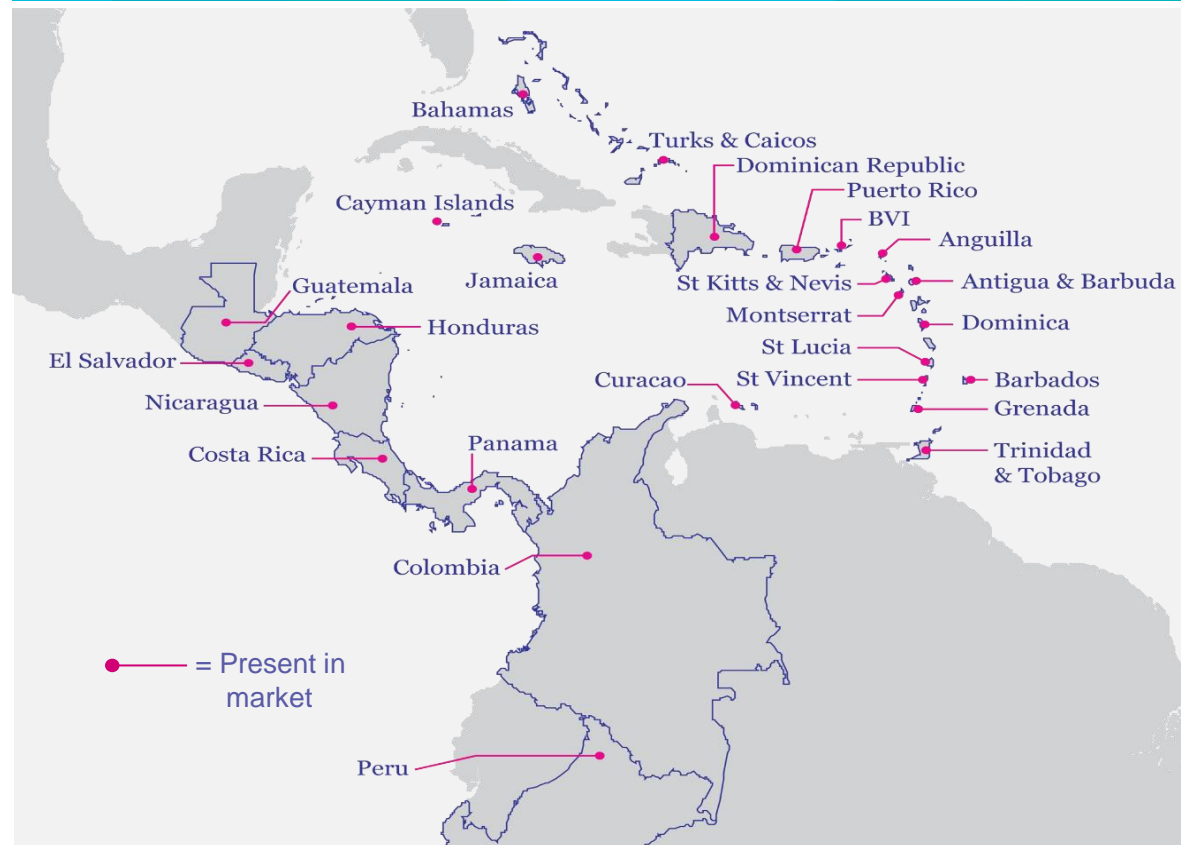 Bahamas
Turks & Caicos
Dominican Republic
Puerto Rico
Cayman Islands
BVI
Anguilla
Jamaica
St Kitts & Nevis
Antigua & Barbuda
Guatemala
Montserrat
Honduras
Dominica
St Lucia
El Salvador
Curacao
St Vincent
Barbados
Nicaragua
Grenada
Panama
Costa Rica
Trinidad
& Tobago
Colombia
= Present in
market
Peru